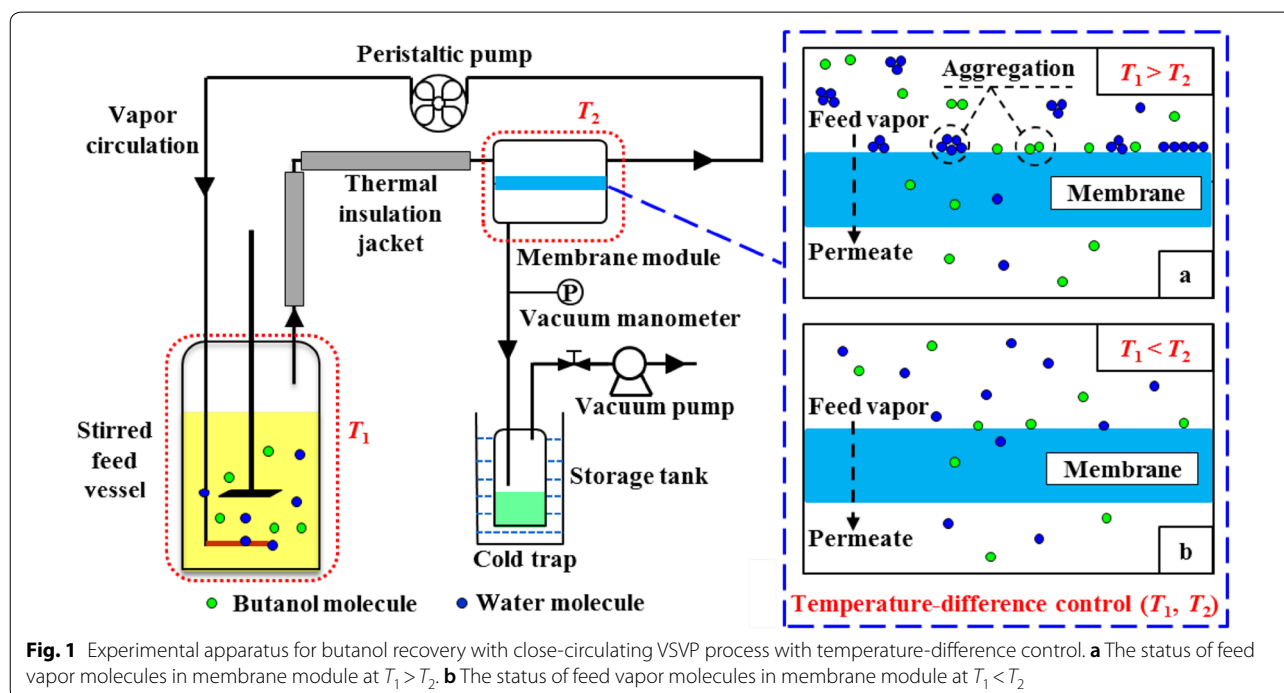 Peristaltic pump
Vapor
circulation
T2
Thermal
insulation
jacket
Membrane module
P
Vacuum manometer
Vacuum pump
Stirred
feed
vessel
T1
Storage tank
Cold trap
Butanol molecule
Water molecule
Aggregation
T1 > T2
Feed vapor
Membrane
Permeate
a
T1 < T2
Feed vapor
Membrane
Permeate
b
Temperature-difference control (T1, T2)
Fig. 1 Experimental apparatus for butanol recovery with close-circulating VSVP process with temperature-difference control. a The status of feed
vapor molecules in membrane module at T1 > T2. b The status of feed vapor molecules in membrane module at T1 < T2